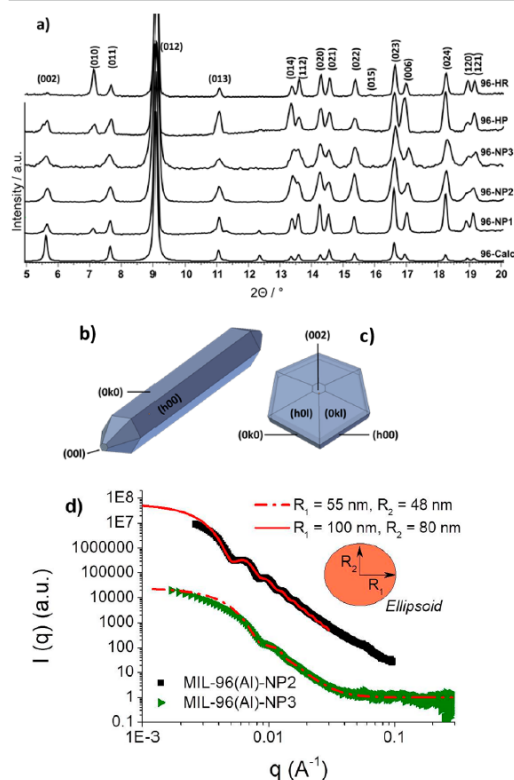 a)
(002)
(010)
(011)
(012)
(013)
(014)
(112)
(020)
(021)
(022)
(015)
(023)
(006)
(024)
(120)
(121)
96-HR
96-HP
96-NP3
96-NP2
96-NP1
96-Calc
Intensity / a.u.
5 6 7 8 9 10 11 12 13 14 15 16 17 18 19 20
2Θ / °
b)
(0k0)
(h00)
(00l)
c)
(002)
(h0l) (0kl)
(0k0) (h00)
d)
R1 = 55 nm, R2 = 48 nm
R1 = 100 nm, R2 = 80 nm
R2
R1
Ellipsoid
I (q) (a.u.)
1E8
1E7
1000000
100000
10000
1000
100
10
1
0.1
MIL-96(Al)-NP2
MIL-96(Al)-NP3
1E-3 0.01 0.1
q (A-1)